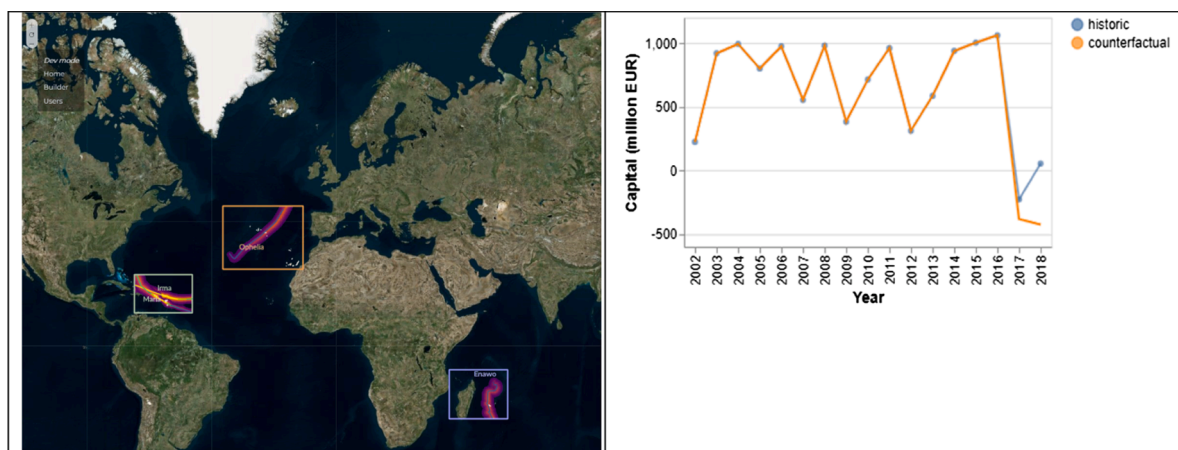 Dev mode
Home
Builder
Users
Ophelia
Irma
Maria
Enawo
historic
counterfactual
Capital (million EUR)
1,000
500
0
-500
2002
2003
2004
2005
2006
2007
2008
2009
2010
2011
2012
2013
2014
2015
2016
2017
2018
Year